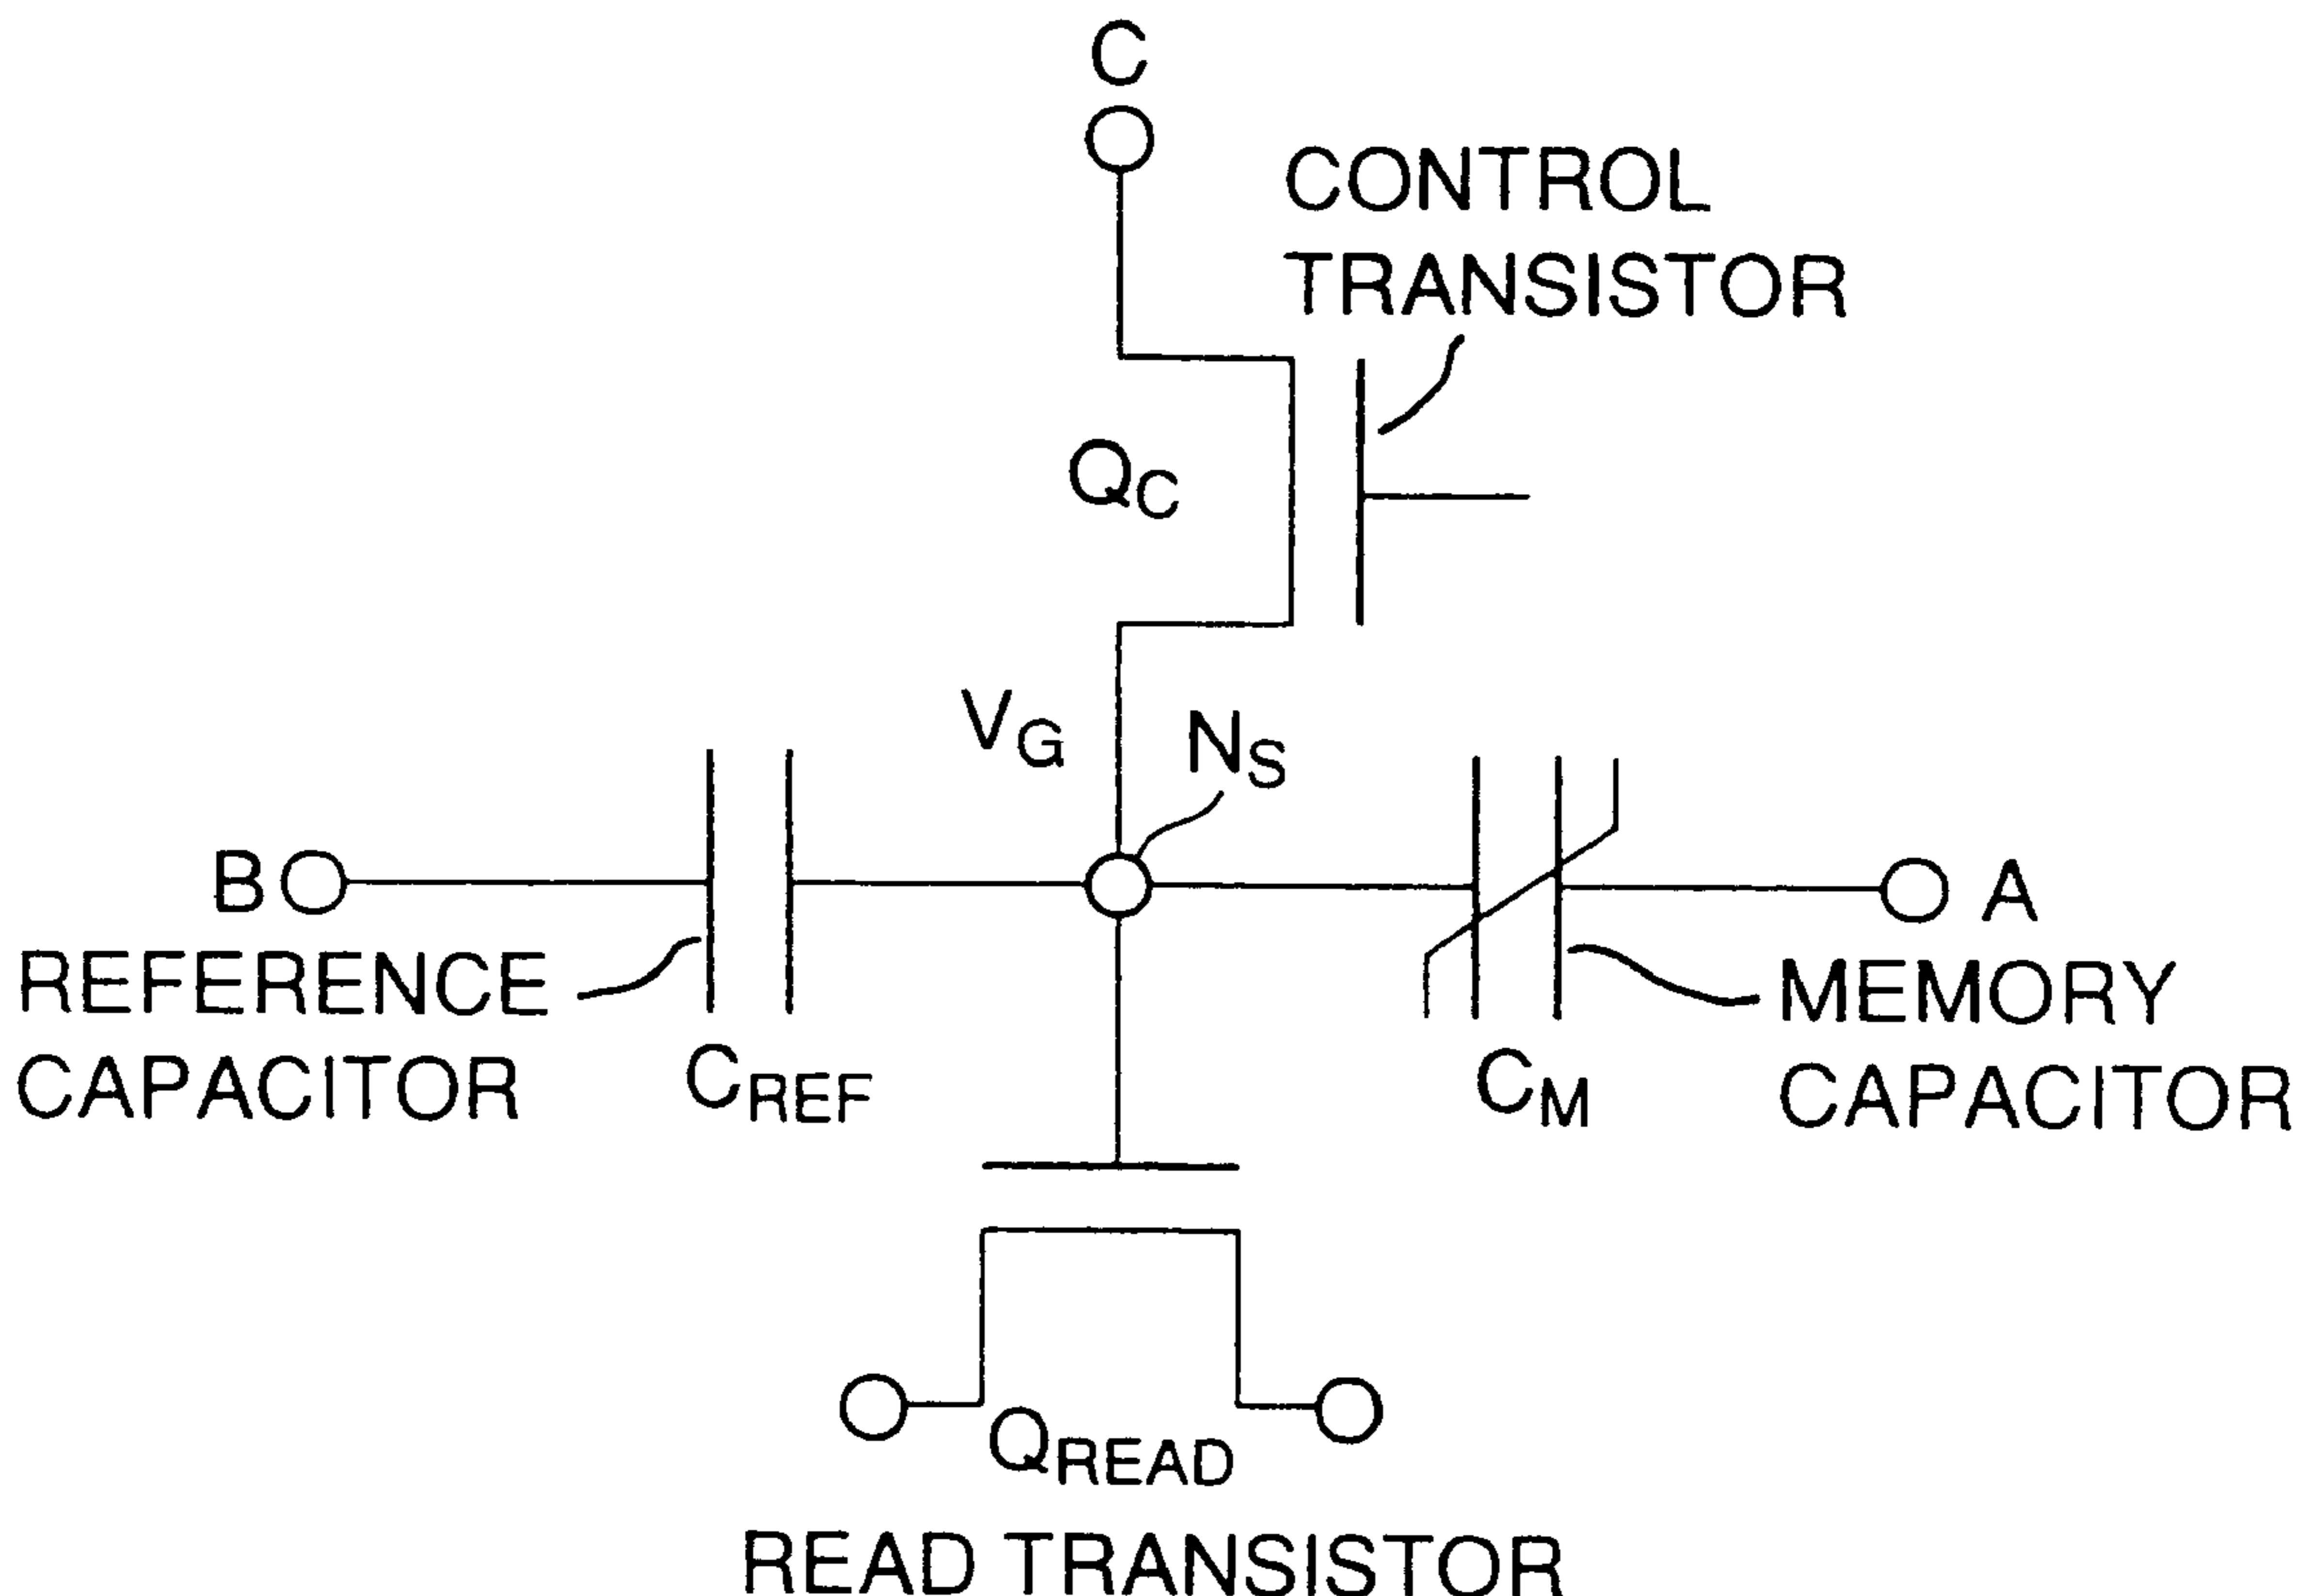 C
CONTROL
TRANSISTOR
QC
VG
NS
B
A
REFERENCE
CAPACITOR
CREF
CM
MEMORY
CAPACITOR
QREAD
READ TRANSISTOR